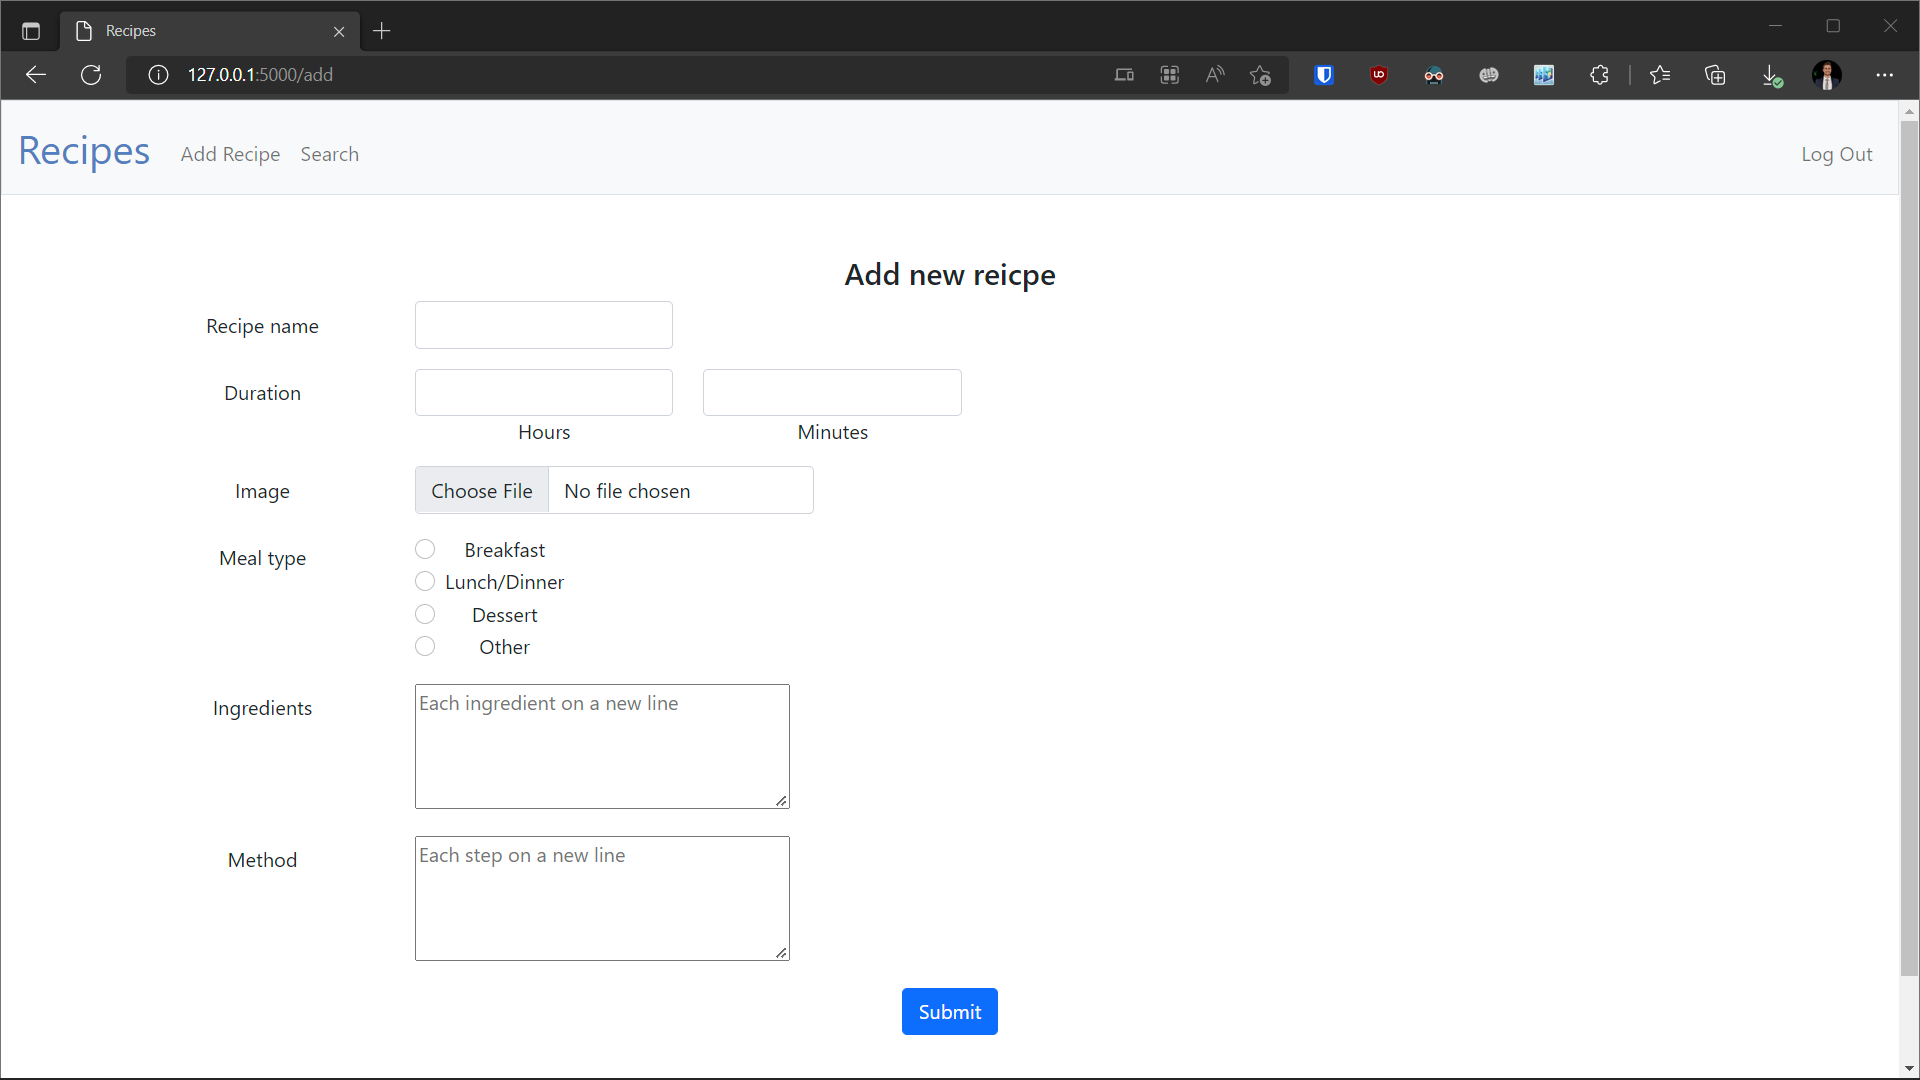 Recipes
127.0.0.1:5000/add
Recipes Add Recipe Search Log Out
Add new reicpe
Recipe name
Duration
Hours Minutes
Image Choose File No file chosen
Meal type
Breakfast
Lunch/Dinner
Dessert
Other
Ingredients Each ingredient on a new line
Method Each step on a new line
Submit